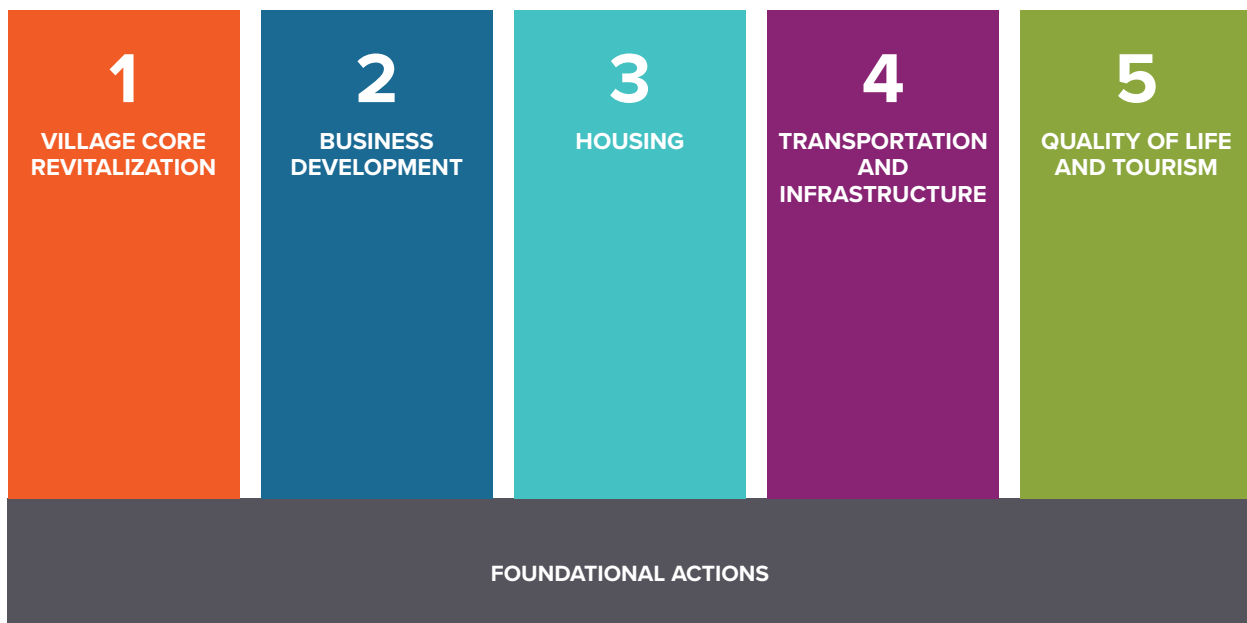 1
VILLAGE CORE
REVITALIZATION
2
BUSINESS
DEVELOPMENT
3
HOUSING
4
TRANSPORTATION
AND
INFRASTRUCTURE
5
QUALITY OF LIFE
AND TOURISM
FOUNDATIONAL ACTIONS